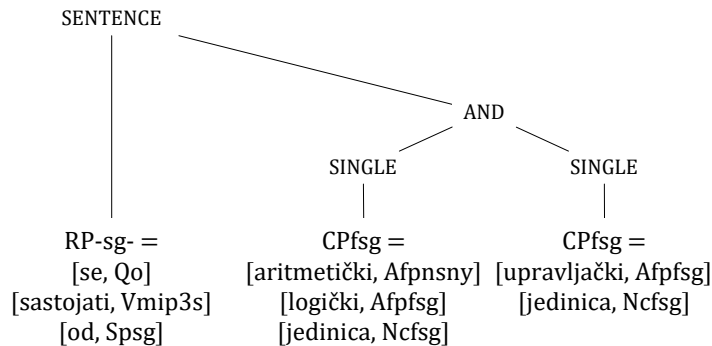 SENTENCE
AND
SINGLE SINGLE
RP-sg- = CPfsg = CPfsg =
[se, Qo] [aritmetički, Afpnsny] [upravljački, Afpfsg]
[sastojati, Vmip3s] [logički, Afpfsg] [jedinica, Ncfsg]
[od, Spsg] [jedinica, Ncfsg]